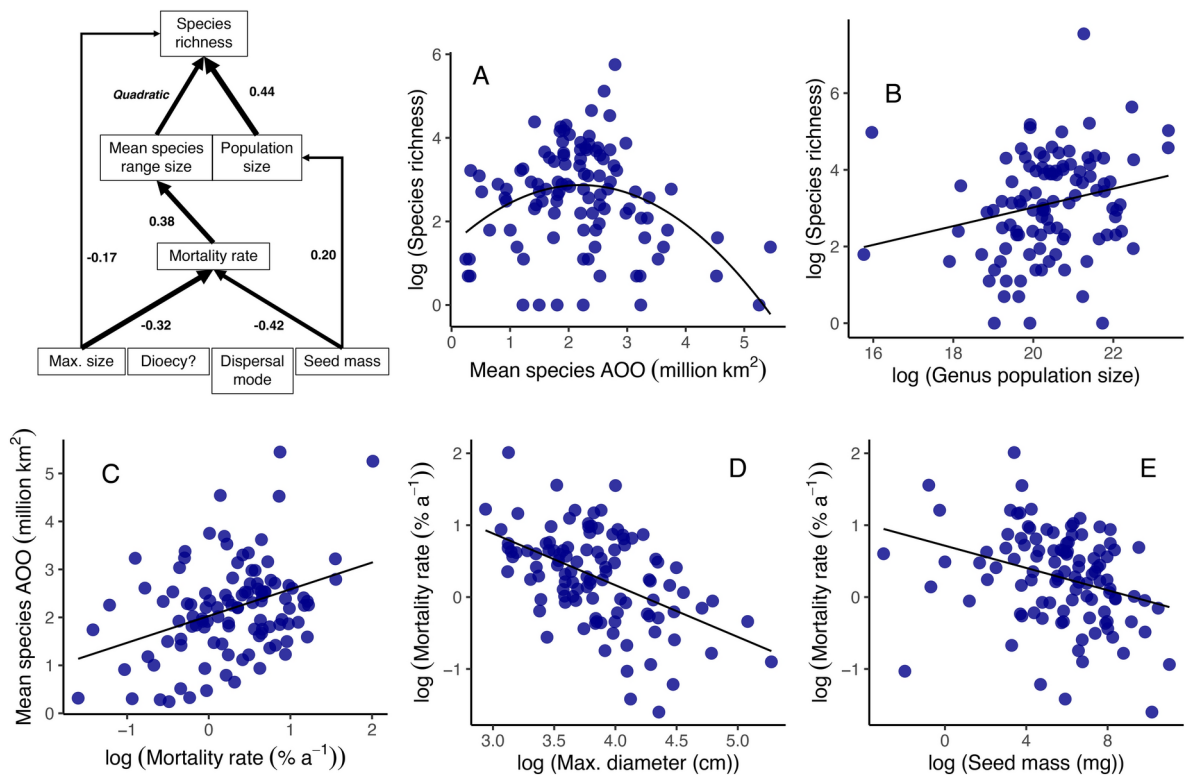 Species
richness
Quadratic
0.44
Mean species
range size
Population
size
0.38
-0.17
Mortality rate
0.20
-0.32
-0.42
Max. size
Dioecy?
Dispersal
mode
Seed mass
A
log (Species richness)
6
4
2
0
0 1 2 3 4 5
Mean species AOO (million km²)
B
log (Species richness)
8
6
4
2
0
16 18 20 22
log (Genus population size)
C
Mean species AOO (million km²)
5
4
3
2
1
0
-1 0 1 2
log (Mortality rate (% a⁻¹))
D
log (Mortality rate (% a⁻¹))
2
1
0
-1
3.0 3.5 4.0 4.5 5.0
log (Max. diameter (cm))
E
log (Mortality rate (% a⁻¹))
2
1
0
-1
0 4 8
log (Seed mass (mg))